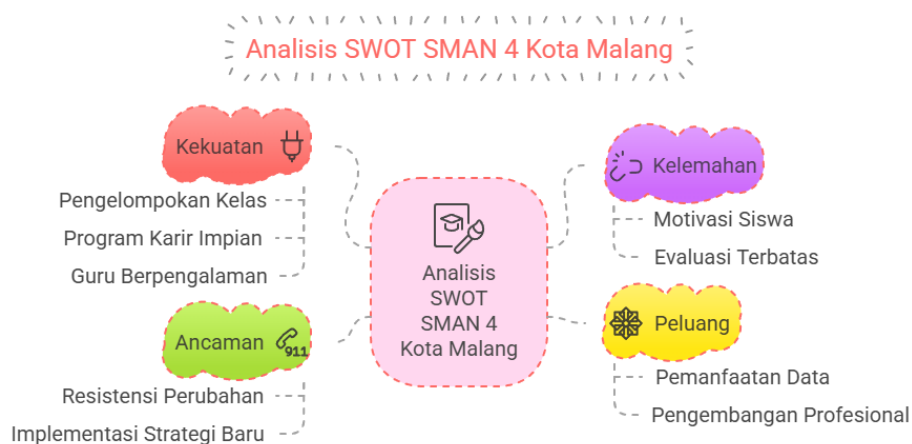 Analisis SWOT SMAN 4 Kota Malang
Kekuatan
Pengelompokan Kelas
Program Karir Impian
Guru Berpengalaman
Ancaman
911
Resistensi Perubahan
Implementasi Strategi Baru
Analisis
SWOT
SMAN 4
Kota Malang
Kelemahan
Motivasi Siswa
Evaluasi Terbatas
Peluang
Pemanfaatan Data
Pengembangan Profesional